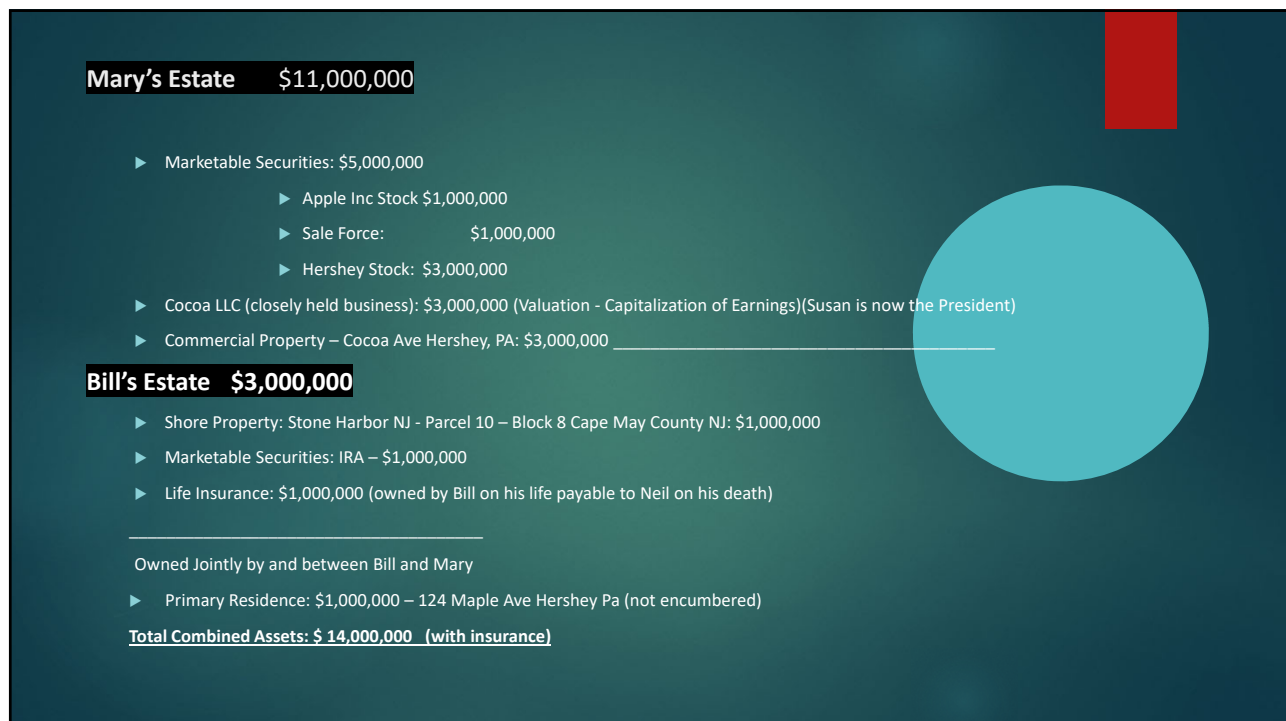 Mary’s Estate $11,000,000
Marketable Securities: $5,000,000
Apple Inc Stock $1,000,000
Sale Force: $1,000,000
Hershey Stock: $3,000,000
Cocoa LLC (closely held business): $3,000,000 (Valuation - Capitalization of Earnings)(Susan is now the President)
Commercial Property – Cocoa Ave Hershey, PA: $3,000,000 ________________________________________
Bill’s Estate $3,000,000
Shore Property: Stone Harbor NJ - Parcel 10 – Block 8 Cape May County NJ: $1,000,000
Marketable Securities: IRA – $1,000,000
Life Insurance: $1,000,000 (owned by Bill on his life payable to Neil on his death)
_____________________________________
Owned Jointly by and between Bill and Mary
Primary Residence: $1,000,000 – 124 Maple Ave Hershey Pa (not encumbered)
Total Combined Assets: $ 14,000,000 (with insurance)